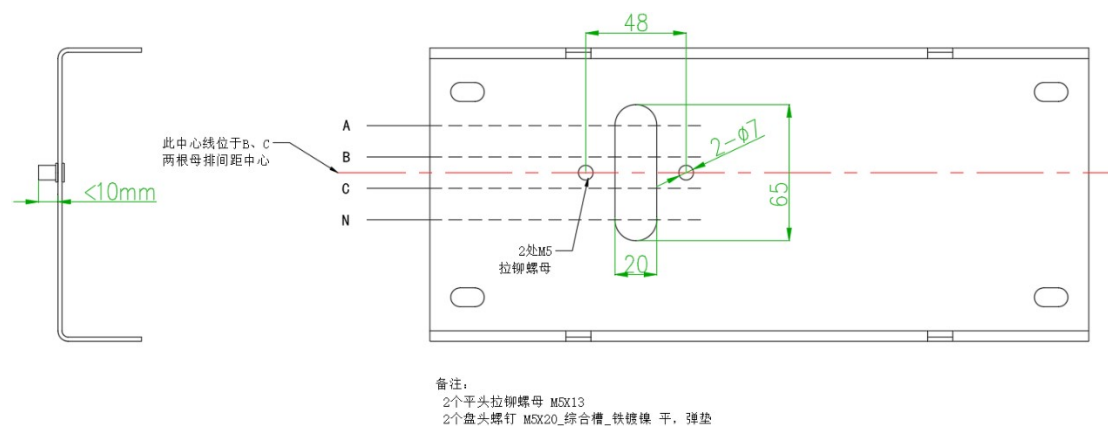 48
A
此中心线位于B、C
两根母排间距中心
B
2-ø7
C
<10mm
65
N
2处M5
拉铆螺母
20
备注:
2个平头拉铆螺母 M5X13
2个盘头螺钉 M5X20_综合槽_铁镀镍 平. 弹垫